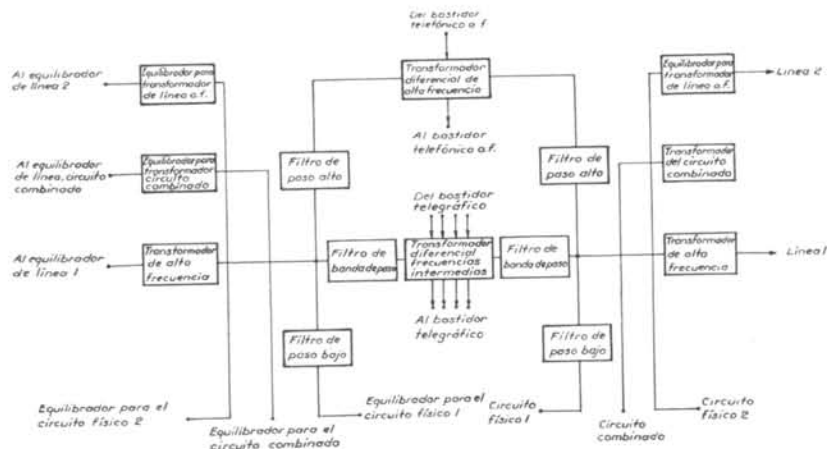 Del bastidor
telefónico a.f
Al equilibrador
de línea 2
Equilibrador para
transformador
de línea a.f.
Transformador
diferencial de
alta frecuencia
Equilibrador para
transformador
de línea a.f.
Línea 2
Al bastidor
telefónico a.f.
Al equilibrador
de línea, circuito
combinado
Equilibrador para
transformador
circuito
combinado
Filtro de
paso alto
Filtro de
paso alto
Transformador
del circuito
combinado
Del bastidor
telegráfico
Al equilibrador
de línea 1
Transformador
de alta
frecuencia
Filtro de
banda de paso
Transformador
diferencial
frecuencias
intermedias
Filtro de
banda de paso
Transformador
de alta
frecuencia
Línea 1
Al bastidor
telegráfico
Filtro de
paso bajo
Filtro de
paso bajo
Equilibrador para el
circuito físico 2
Equilibrador para el
circuito combinado
Equilibrador para el
circuito físico 1
Circuito
físico 1
Circuito
combinado
Circuito
físico 2